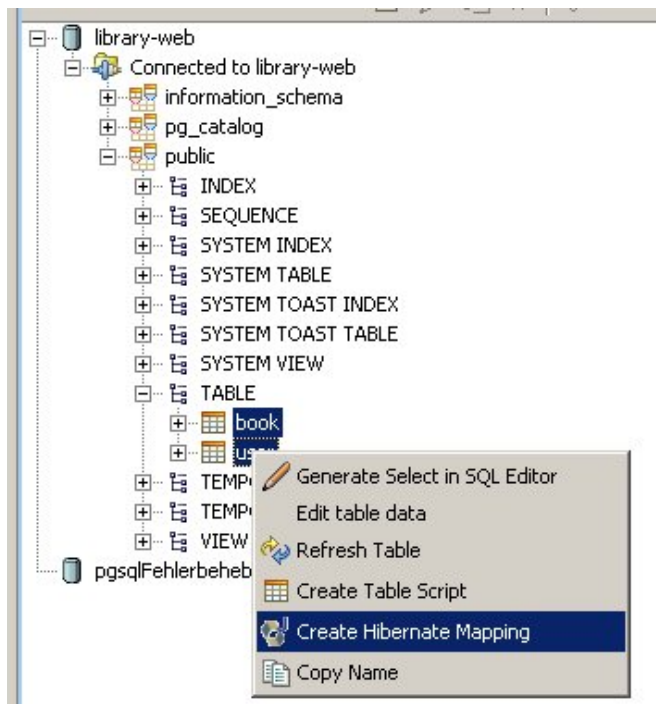 library-web
Connected to library-web
information_schema
pg_catalog
public
INDEX
SEQUENCE
SYSTEM INDEX
SYSTEM TABLE
SYSTEM TOAST INDEX
SYSTEM TOAST TABLE
SYSTEM VIEW
TABLE
book
Generate Select in SQL Editor
Edit table data
Refresh Table
Create Table Script
Create Hibernate Mapping
Copy Name
VIEW